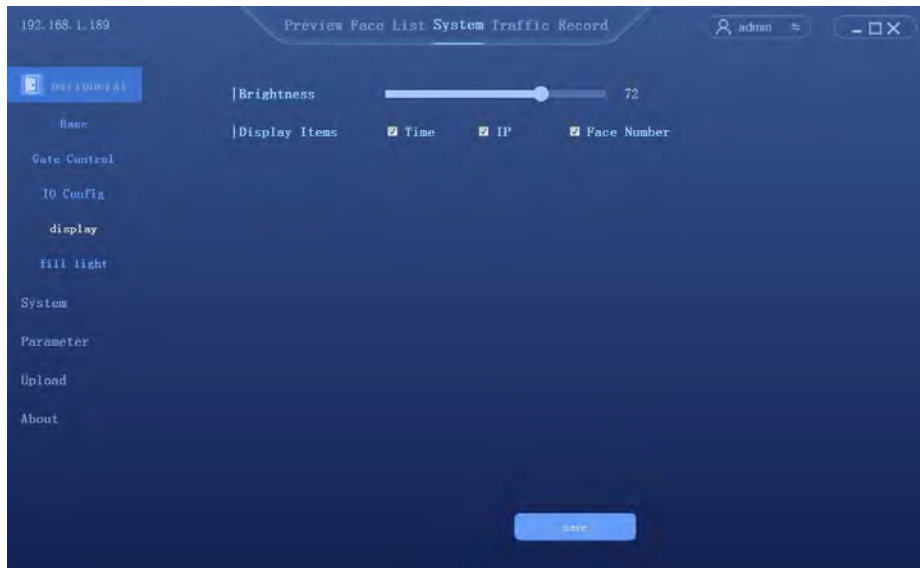 192.168.1.189
Preview Face List System Traffic Record
admin
Peripheral
Base
Gate Control
IO Config
display
fill light
System
Parameter
Upload
About
|Brightness 72
|Display Items Time IP Face Number
save